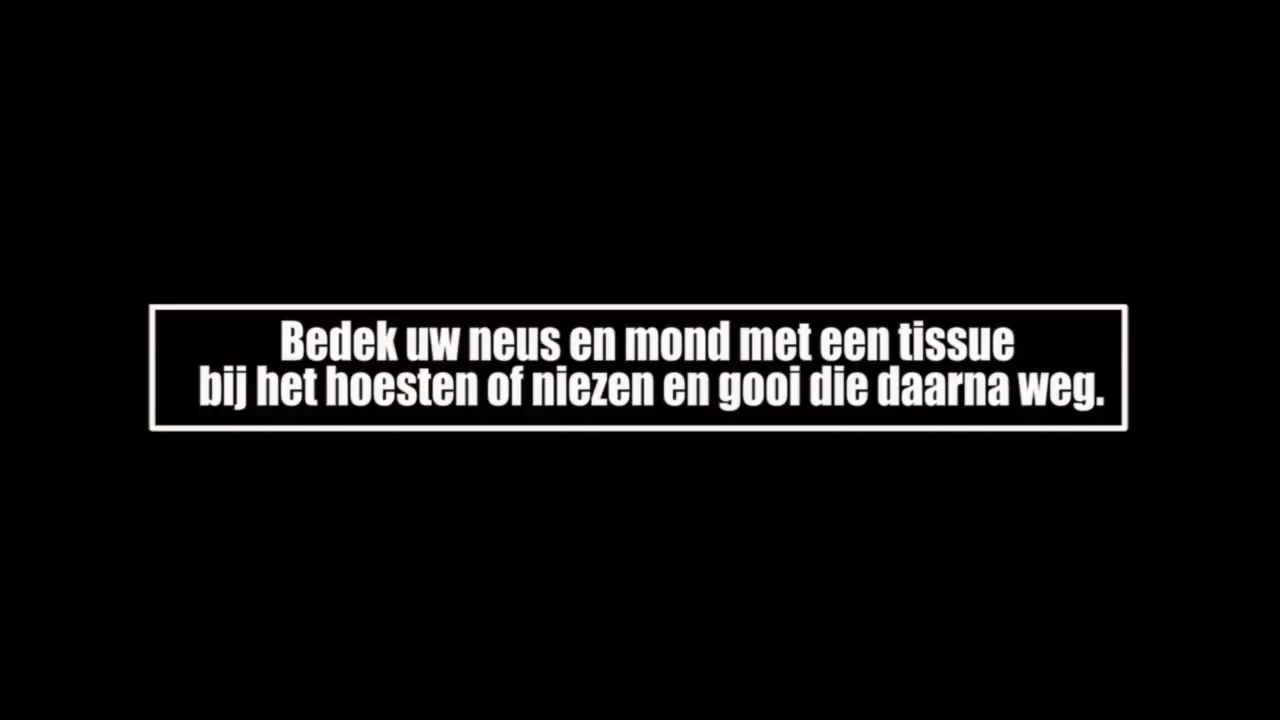 Bedek uw neus en mond met een tissue
bij het hoesten of niezen en gooi die daarna weg.